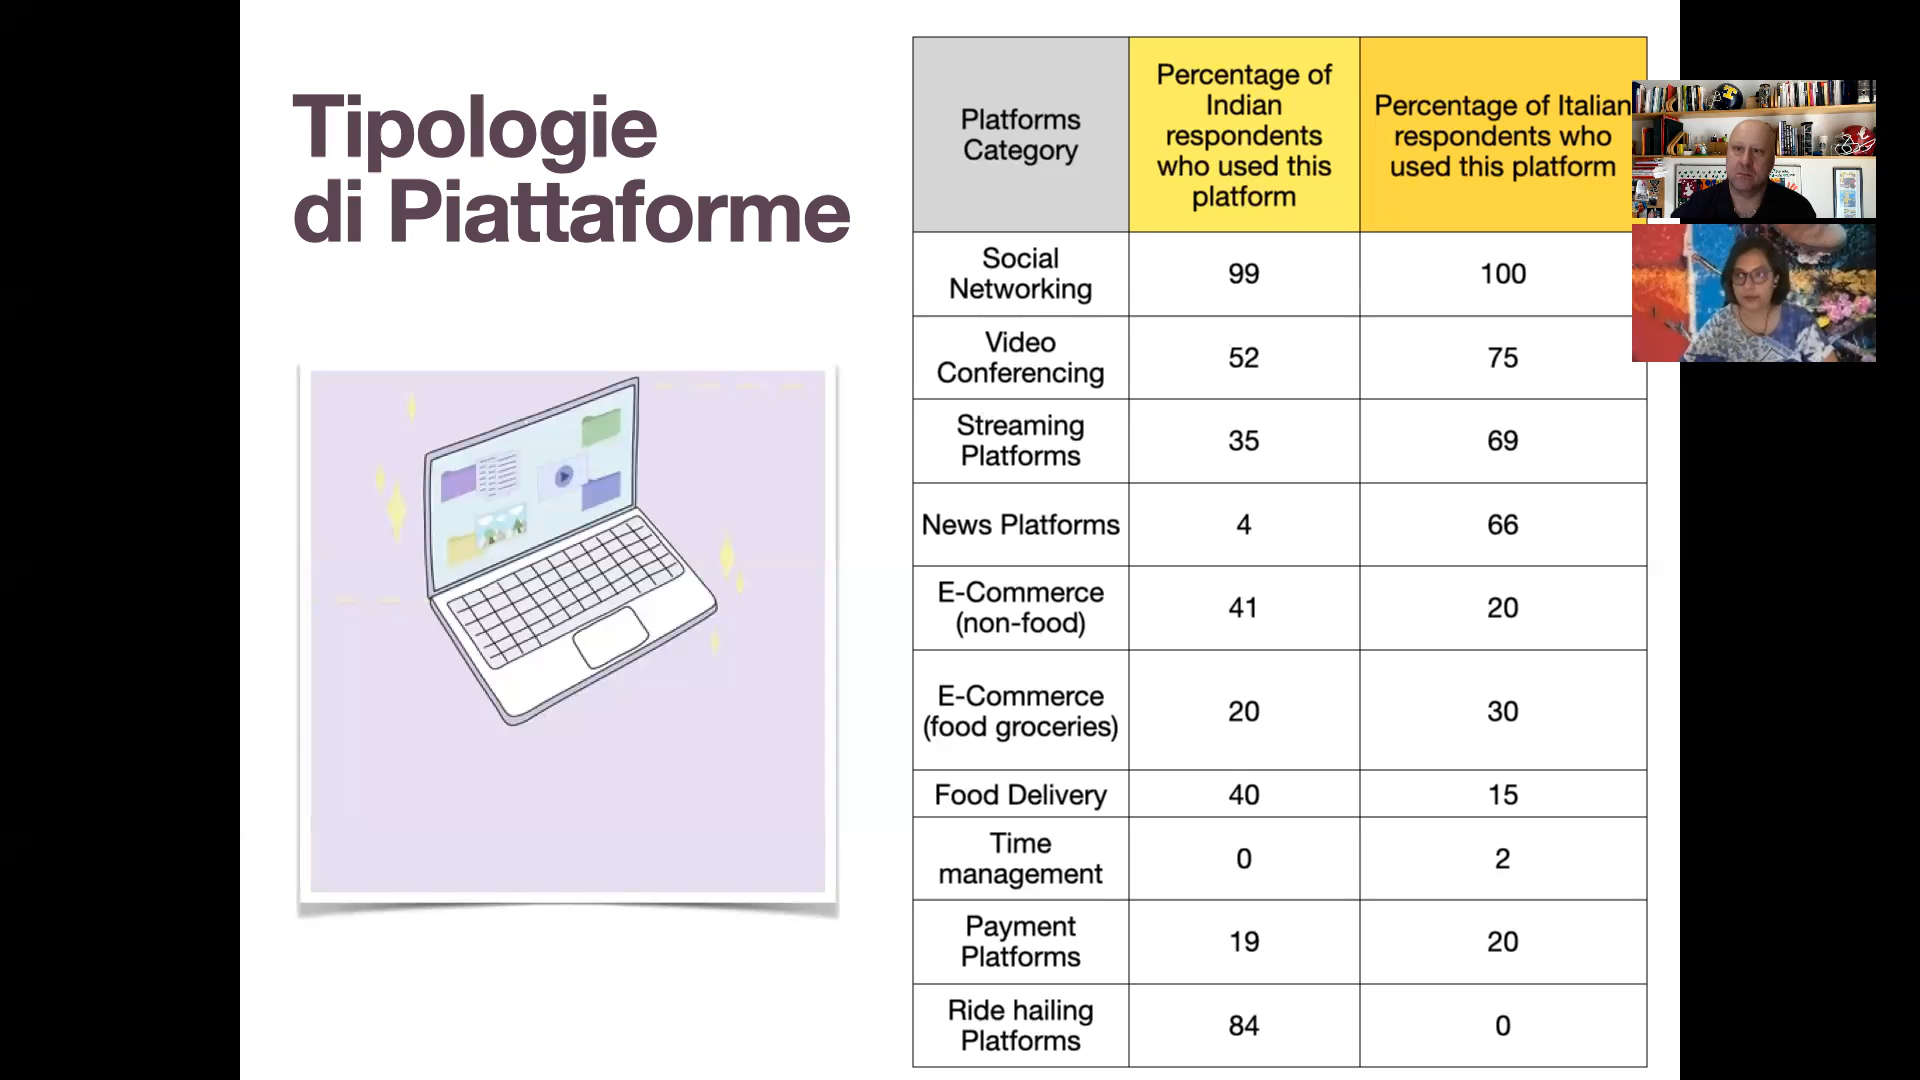 Tipologie
di Piattaforme
Platforms
Category
Percentage of
Indian
respondents
who used this
platform
Percentage of Italian
respondents who
used this platform
Social
Networking
99
100
Video
Conferencing
52
75
Streaming
Platforms
35
69
News Platforms
4
66
E-Commerce
(non-food)
41
20
E-Commerce
(food groceries)
20
30
Food Delivery
40
15
Time
management
0
2
Payment
Platforms
19
20
Ride hailing
Platforms
84
0